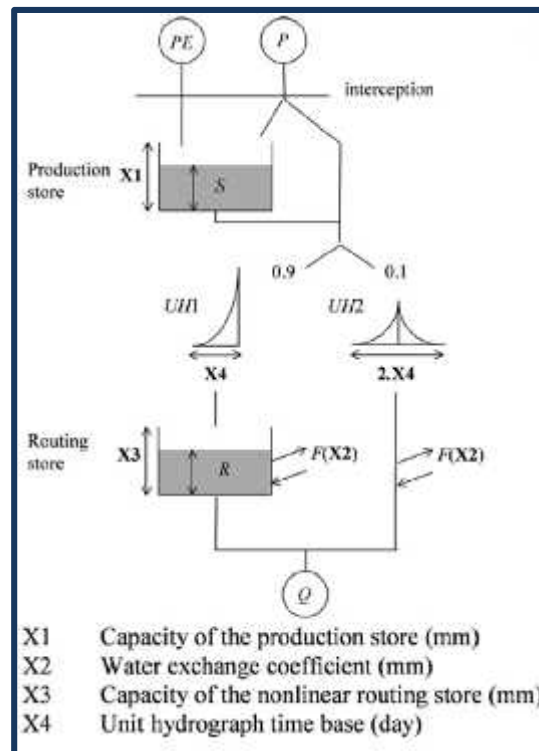 PE P
interception
Production
store
X1
S
0.9 0.1
UH1 UH2
X4 2.X4
Routing
store
X3
R
F(X2) F(X2)
Q
X1 Capacity of the production store (mm)
X2 Water exchange coefficient (mm)
X3 Capacity of the nonlinear routing store (mm)
X4 Unit hydrograph time base (day)